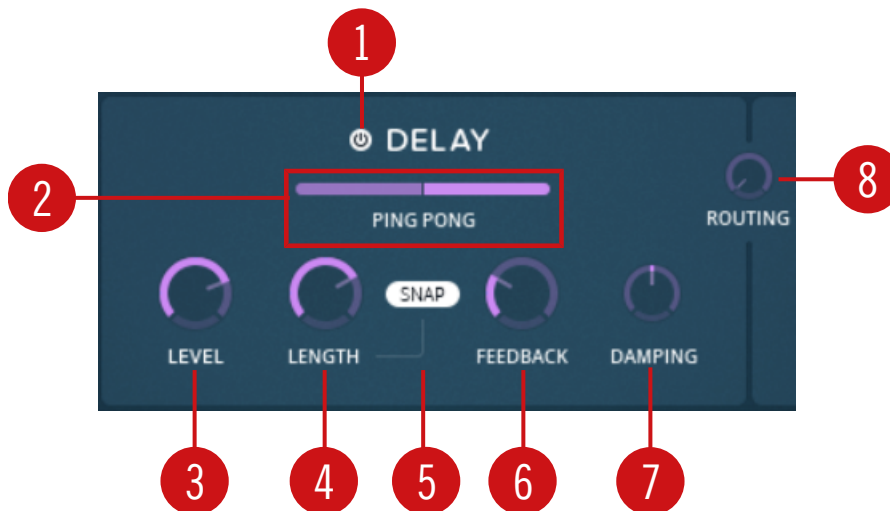 1
DELAY
2
PING PONG
8
ROUTING
SNAP
LEVEL
LENGTH
FEEDBACK
DAMPING
3
4
5
6
7